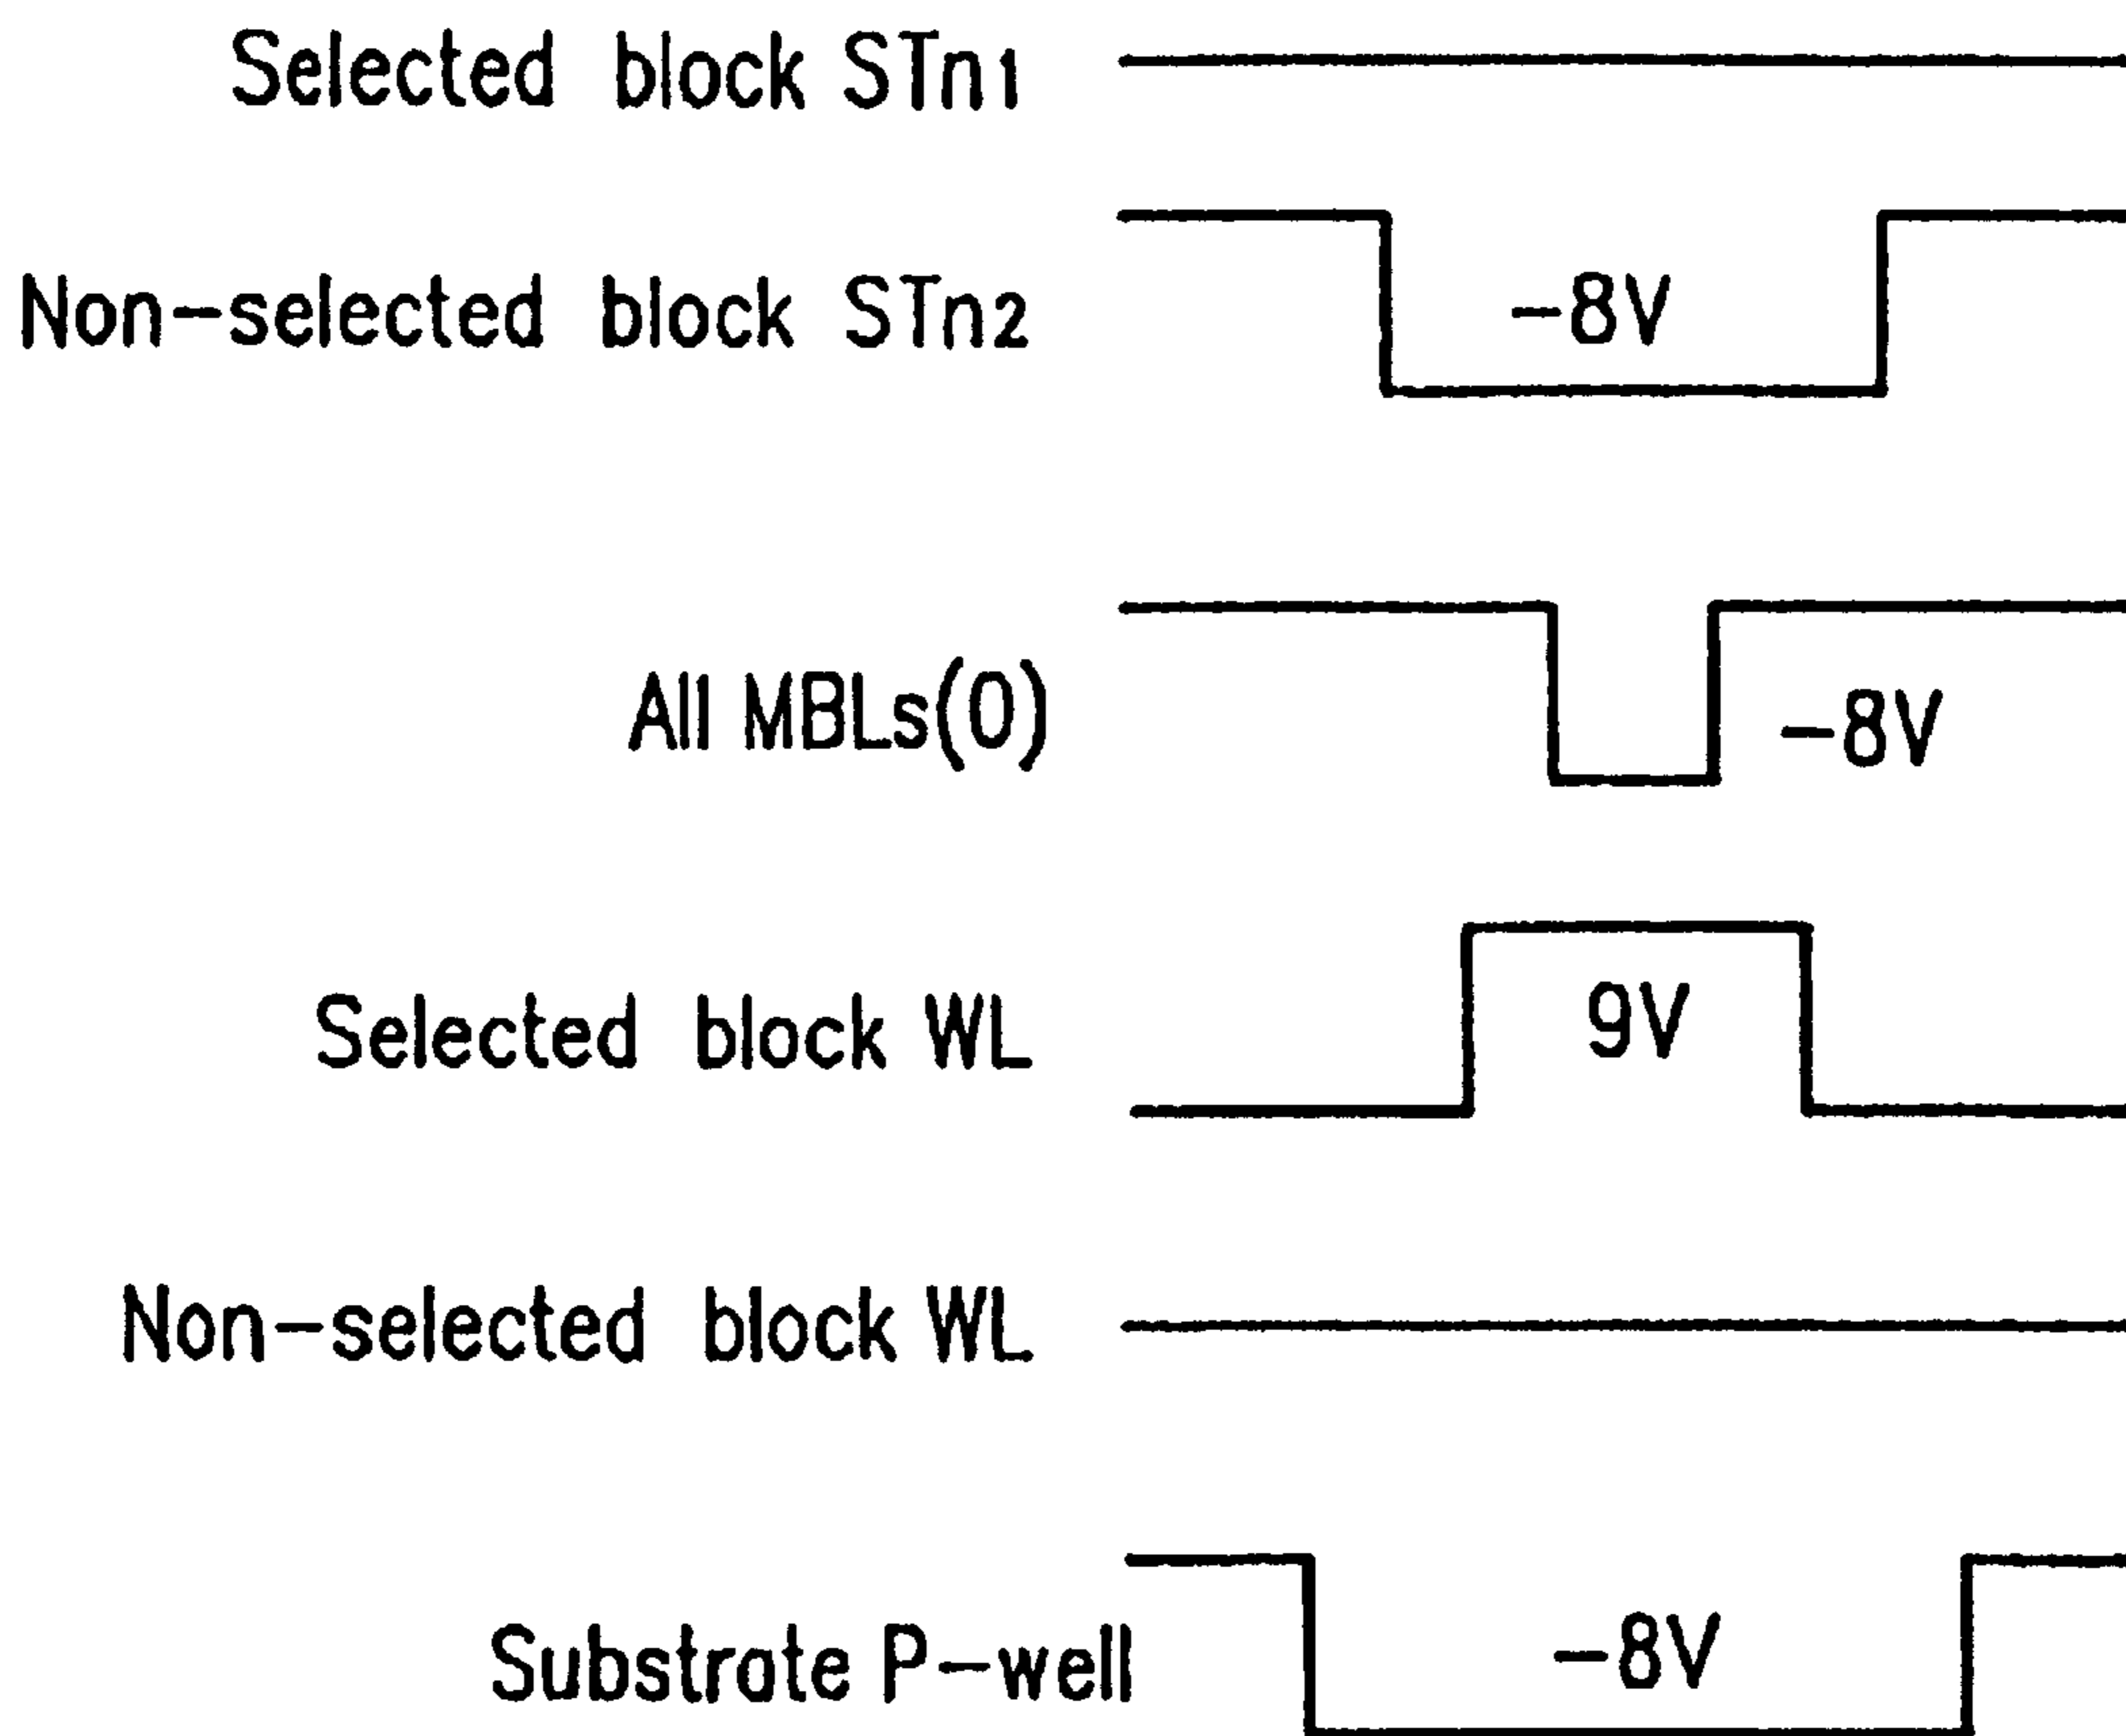 Selected block STn1
Non-selected block STn2
-8V
All MBLs(0)
-8V
Selected block WL
9V
Non-selected block WL
Substrate P-well
-8V